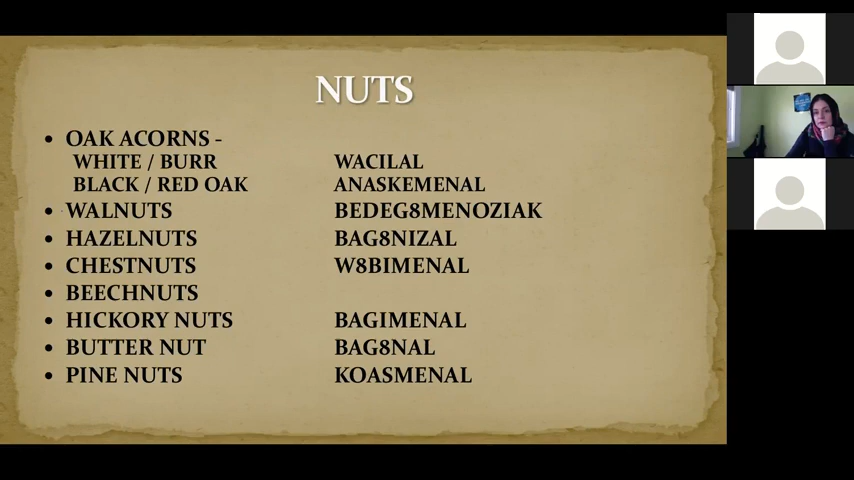 NUTS
• OAK ACORNS -
WHITE / BURR WACILAL
BLACK / RED OAK ANASKEMENAL
• WALNUTS BEDEG8MENOZIAK
• HAZELNUTS BAG8NIZAL
• CHESTNUTS W8BIMENAL
• BEECHNUTS
• HICKORY NUTS BAGIMENAL
• BUTTER NUT BAG8NAL
• PINE NUTS KOASMENAL